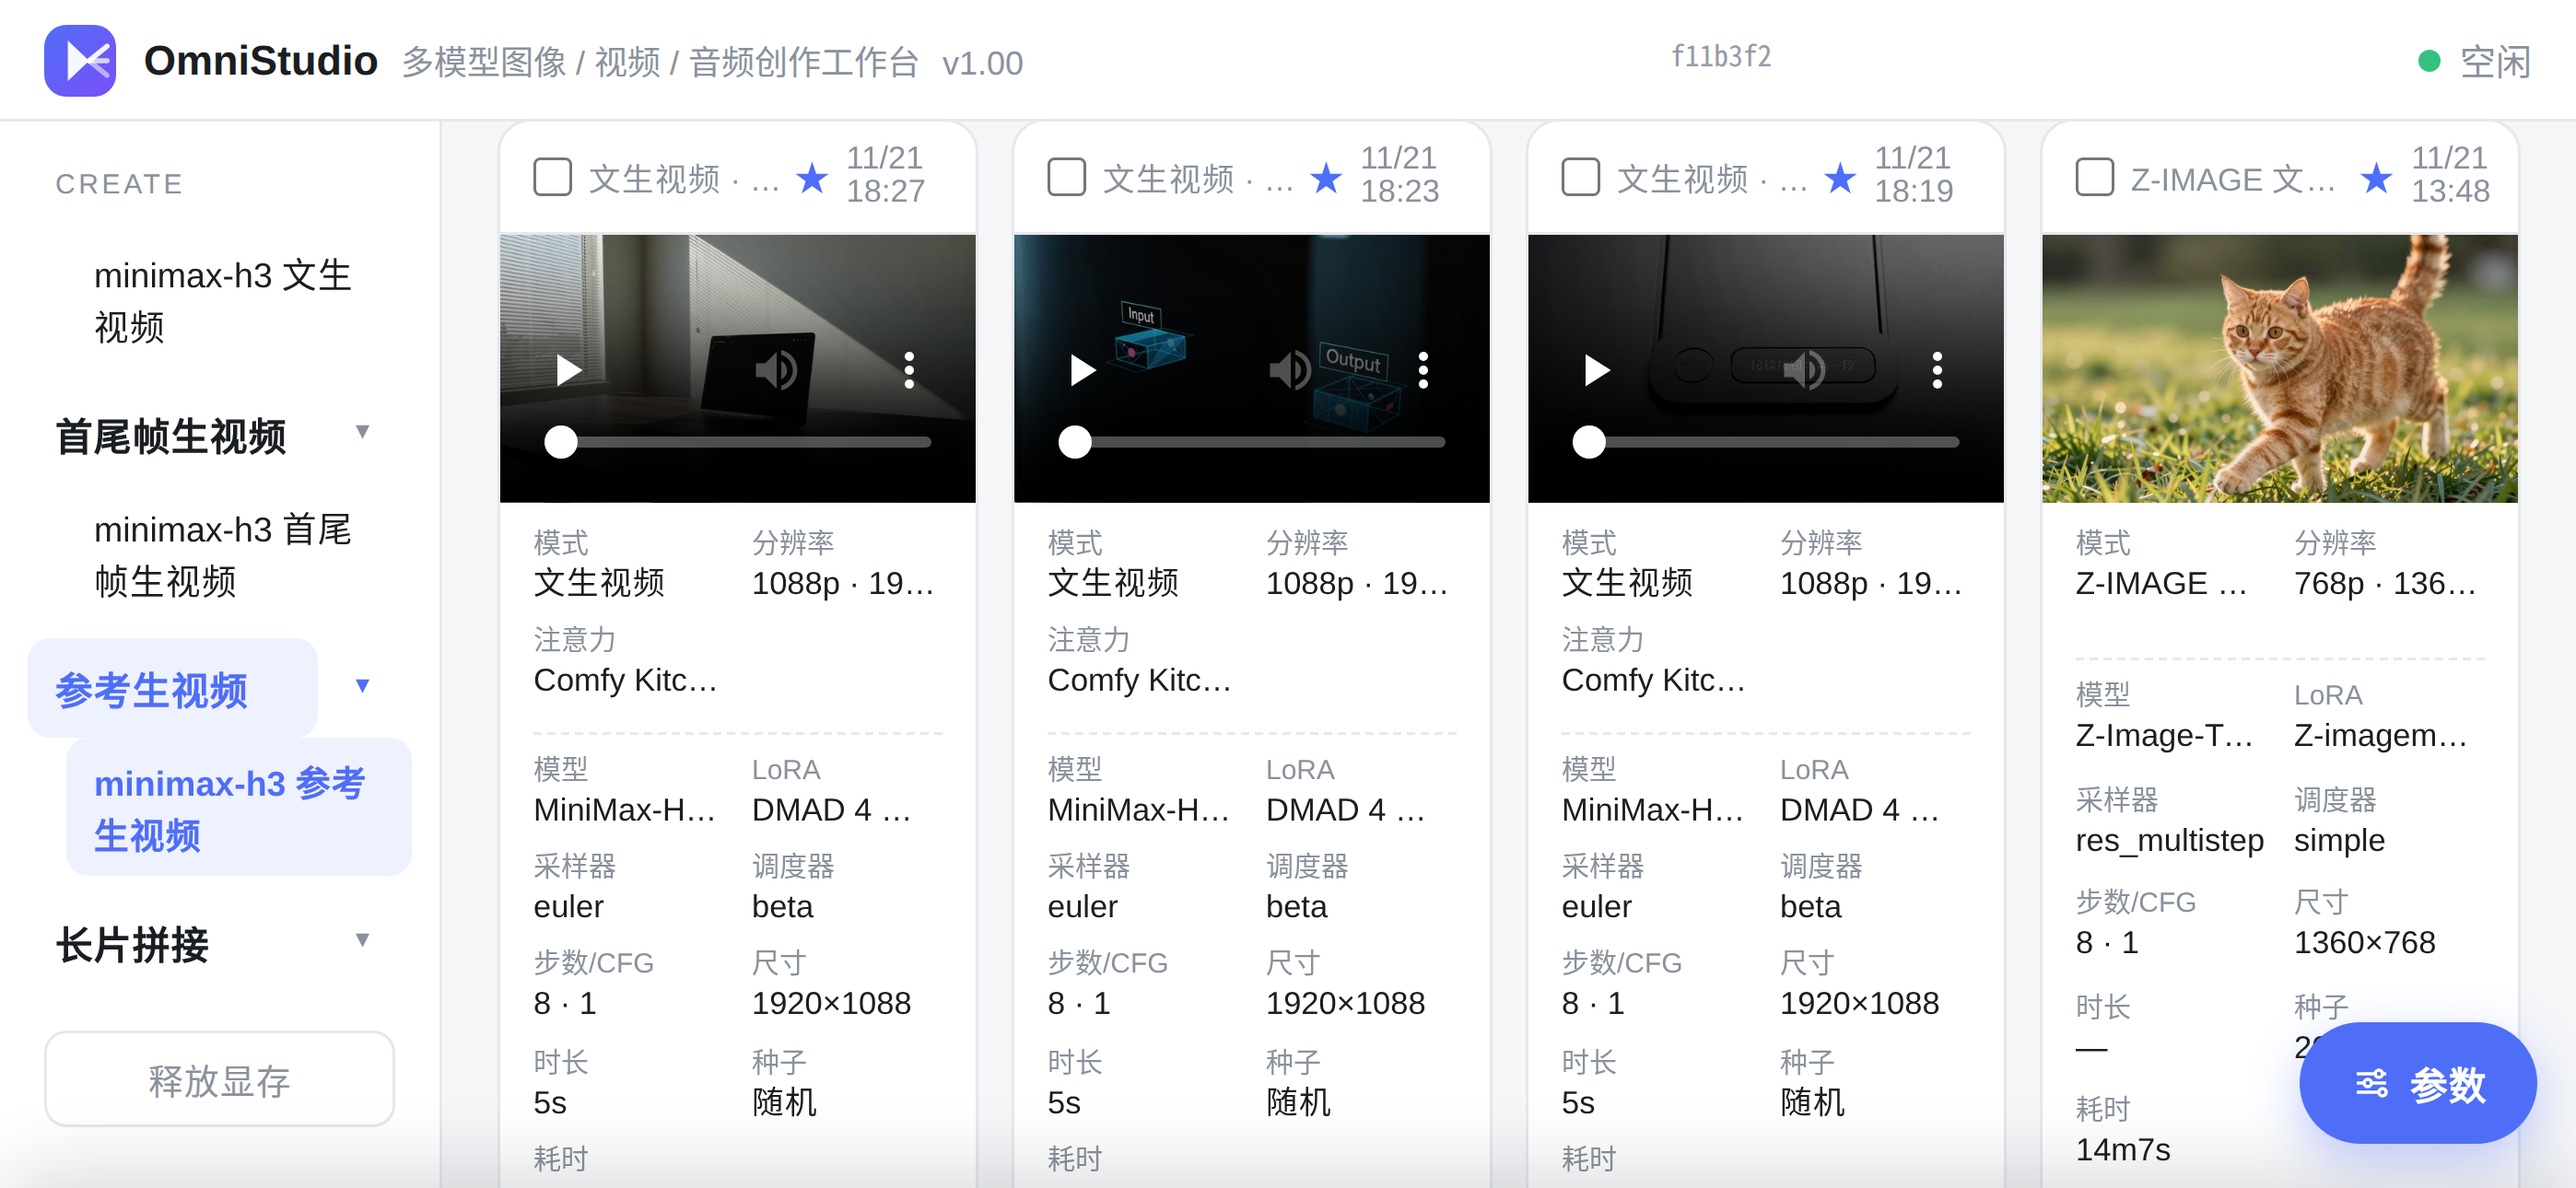 OmniStudio 多模型图像 / 视频 / 音频创作工作台 v1.00
f11b3f2
空闲
CREATE
minimax-h3 文生
视频
首尾帧生视频
minimax-h3 首尾
帧生视频
参考生视频
minimax-h3 参考
生视频
长片拼接
释放显存
文生视频 · ...
11/21
18:27
模式
文生视频
分辨率
1088p · 19...
注意力
Comfy Kitc...
模型
MiniMax-H...
LoRA
DMAD 4 ...
采样器
euler
调度器
beta
步数/CFG
8 · 1
尺寸
1920×1088
时长
5s
种子
随机
耗时
文生视频 · ...
11/21
18:23
Input
Output
模式
文生视频
分辨率
1088p · 19...
注意力
Comfy Kitc...
模型
MiniMax-H...
LoRA
DMAD 4 ...
采样器
euler
调度器
beta
步数/CFG
8 · 1
尺寸
1920×1088
时长
5s
种子
随机
耗时
文生视频 · ...
11/21
18:19
模式
文生视频
分辨率
1088p · 19...
注意力
Comfy Kitc...
模型
MiniMax-H...
LoRA
DMAD 4 ...
采样器
euler
调度器
beta
步数/CFG
8 · 1
尺寸
1920×1088
时长
5s
种子
随机
耗时
Z-IMAGE 文...
11/21
13:48
模式
Z-IMAGE ...
分辨率
768p · 136...
模型
Z-Image-T...
LoRA
Z-imagem...
采样器
res_multistep
调度器
simple
步数/CFG
8 · 1
尺寸
1360×768
时长
—
种子
耗时
14m7s
参数